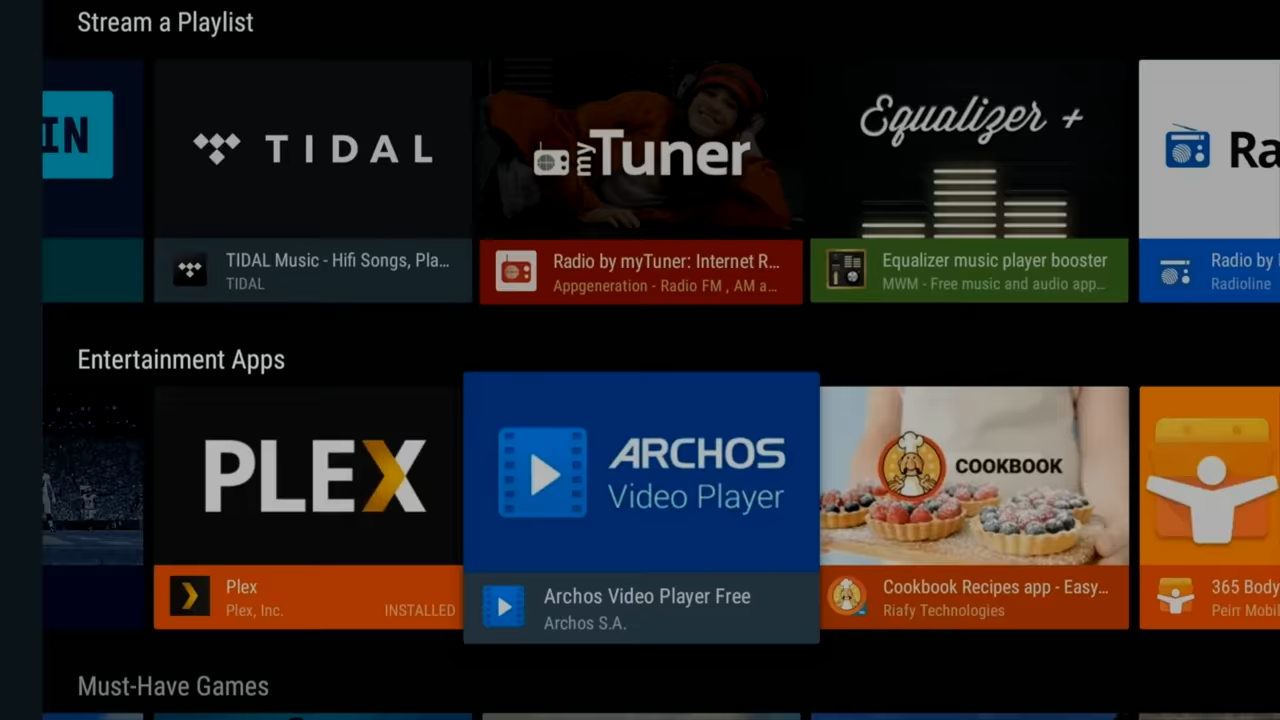 Stream a Playlist
IN
TIDAL
myTuner
Equalizer +
Ra
TIDAL Music - Hifi Songs, Pla...
TIDAL
Radio by myTuner: Internet R...
Appgeneration - Radio FM , AM a...
Equalizer music player booster
MWM - Free music and audio app...
Radio by
Radioline
Entertainment Apps
PLEX
ARCHOS
Video Player
COOKBOOK
Plex
Plex, Inc.
INSTALLED
Archos Video Player Free
Archos S.A.
Cookbook Recipes app - Easy...
Riafy Technologies
365 Body
Peirr Mobil
Must-Have Games